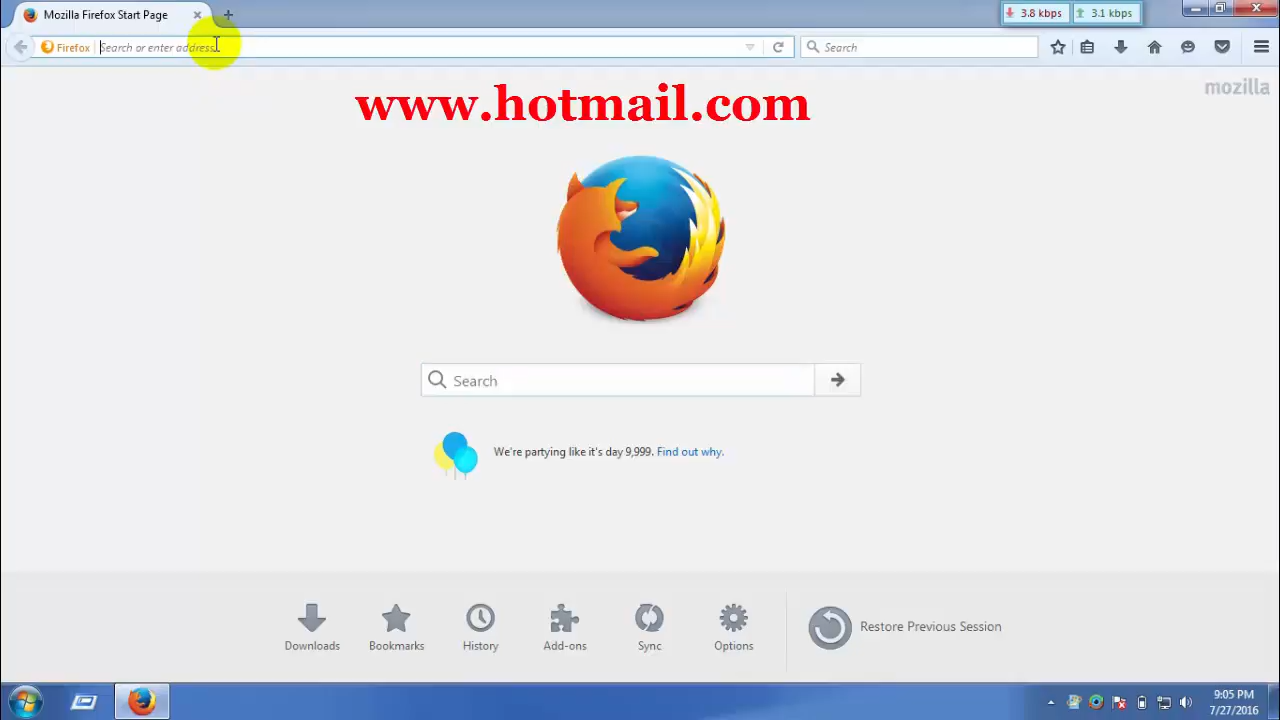 Mozilla Firefox Start Page
3.8 kbps
3.1 kbps
Firefox
Search or enter address
Search
mozilla
www.hotmail.com
Search
We're partying like it's day 9,999. Find out why.
Downloads
Bookmarks
History
Add-ons
Sync
Options
Restore Previous Session
9:05 PM
7/27/2016